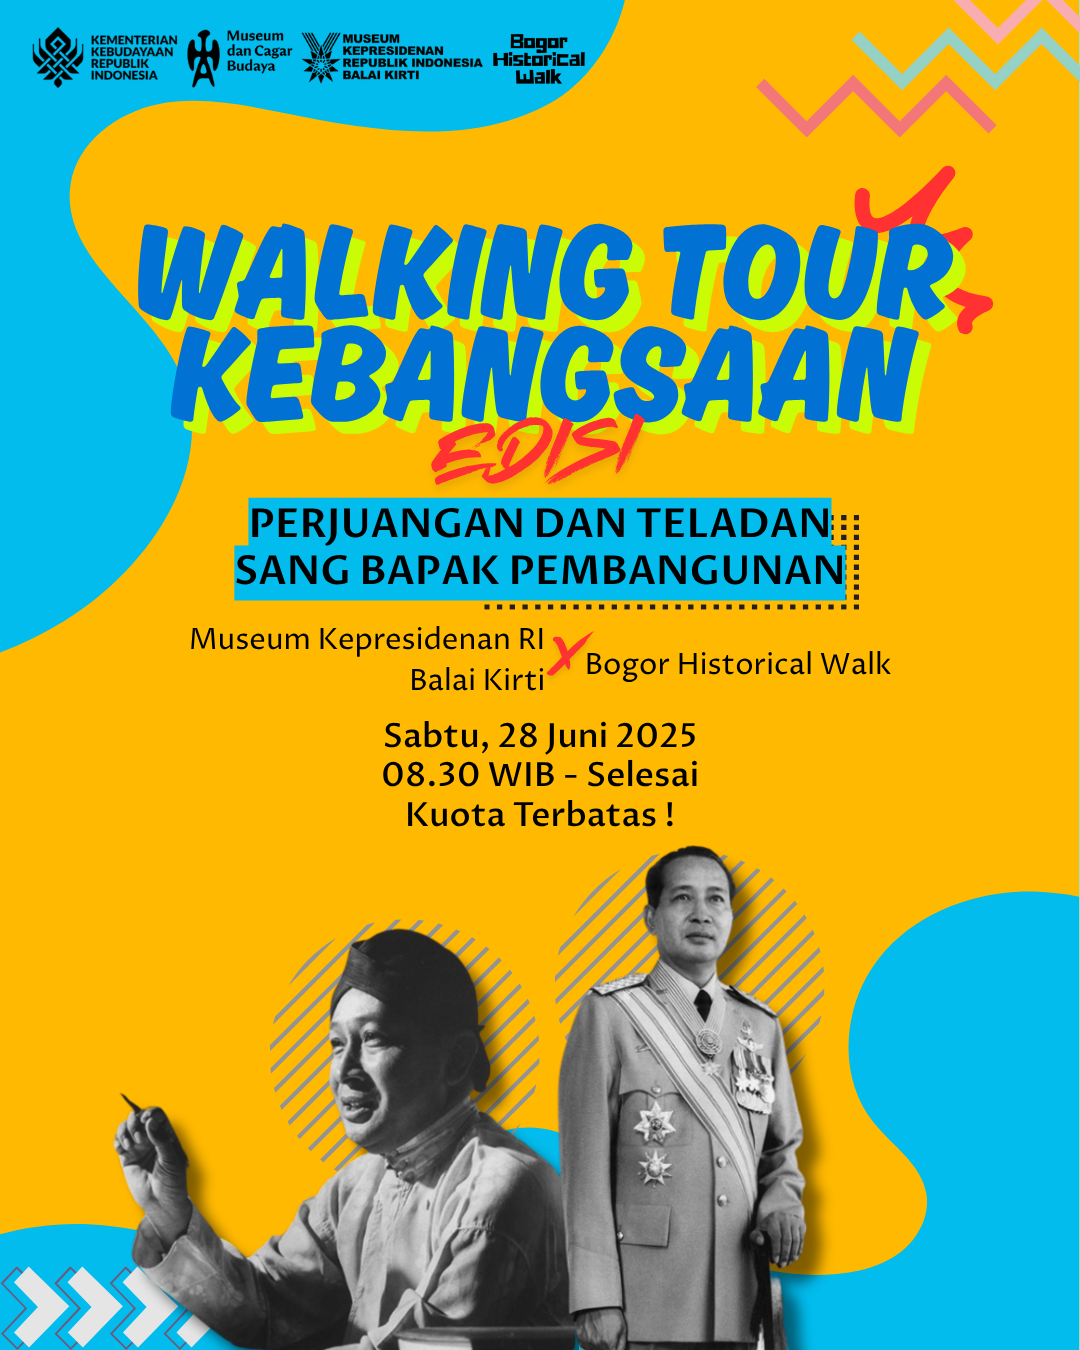 KEMENTERIAN
KEBUDAYAAN
REPUBLIK
INDONESIA
Museum
dan Cagar
Budaya
MUSEUM
KEPRESIDENAN
REPUBLIK INDONESIA
BALAI KIRTI
Bogor
Historical
Walk
WALKING TOUR
KEBANGSAAN
EDISI
PERJUANGAN DAN TELADAN
SANG BAPAK PEMBANGUNAN
Museum Kepresidenan RI
Balai Kirti
X
Bogor Historical Walk
Sabtu, 28 Juni 2025
08.30 WIB - Selesai
Kuota Terbatas !